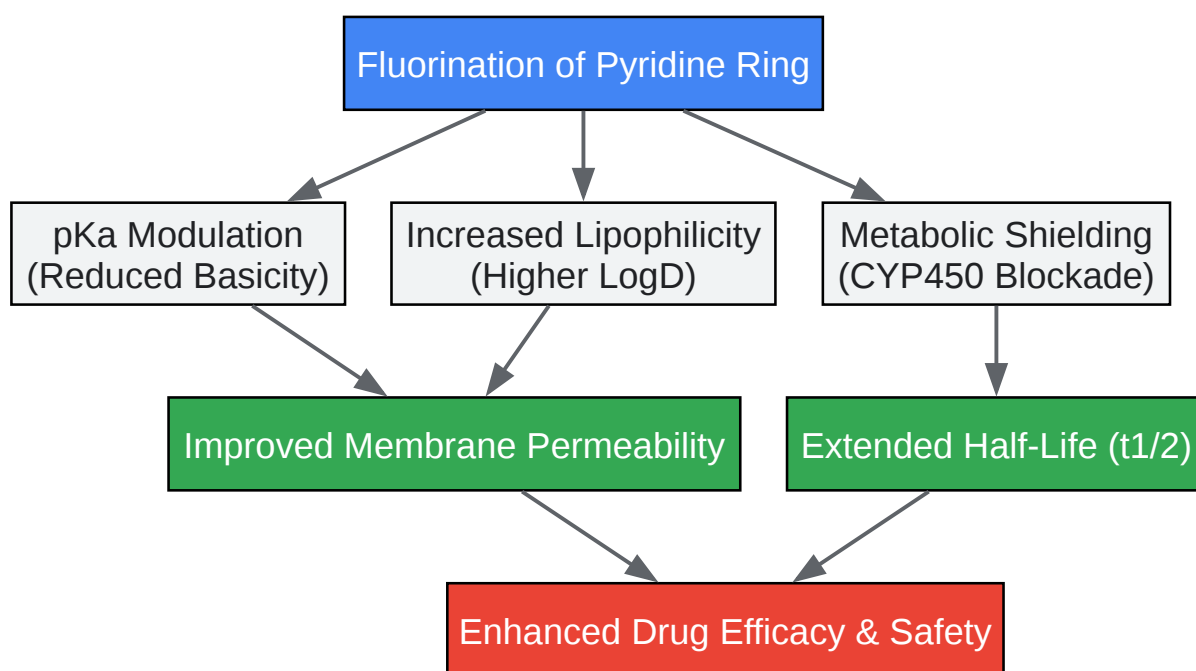 Fluorination of Pyridine Ring
pKa Modulation
(Reduced Basicity)
Increased Lipophilicity
(Higher LogD)
Metabolic Shielding
(CYP450 Blockade)
Improved Membrane Permeability
Extended Half-Life (t1/2)
Enhanced Drug Efficacy & Safety